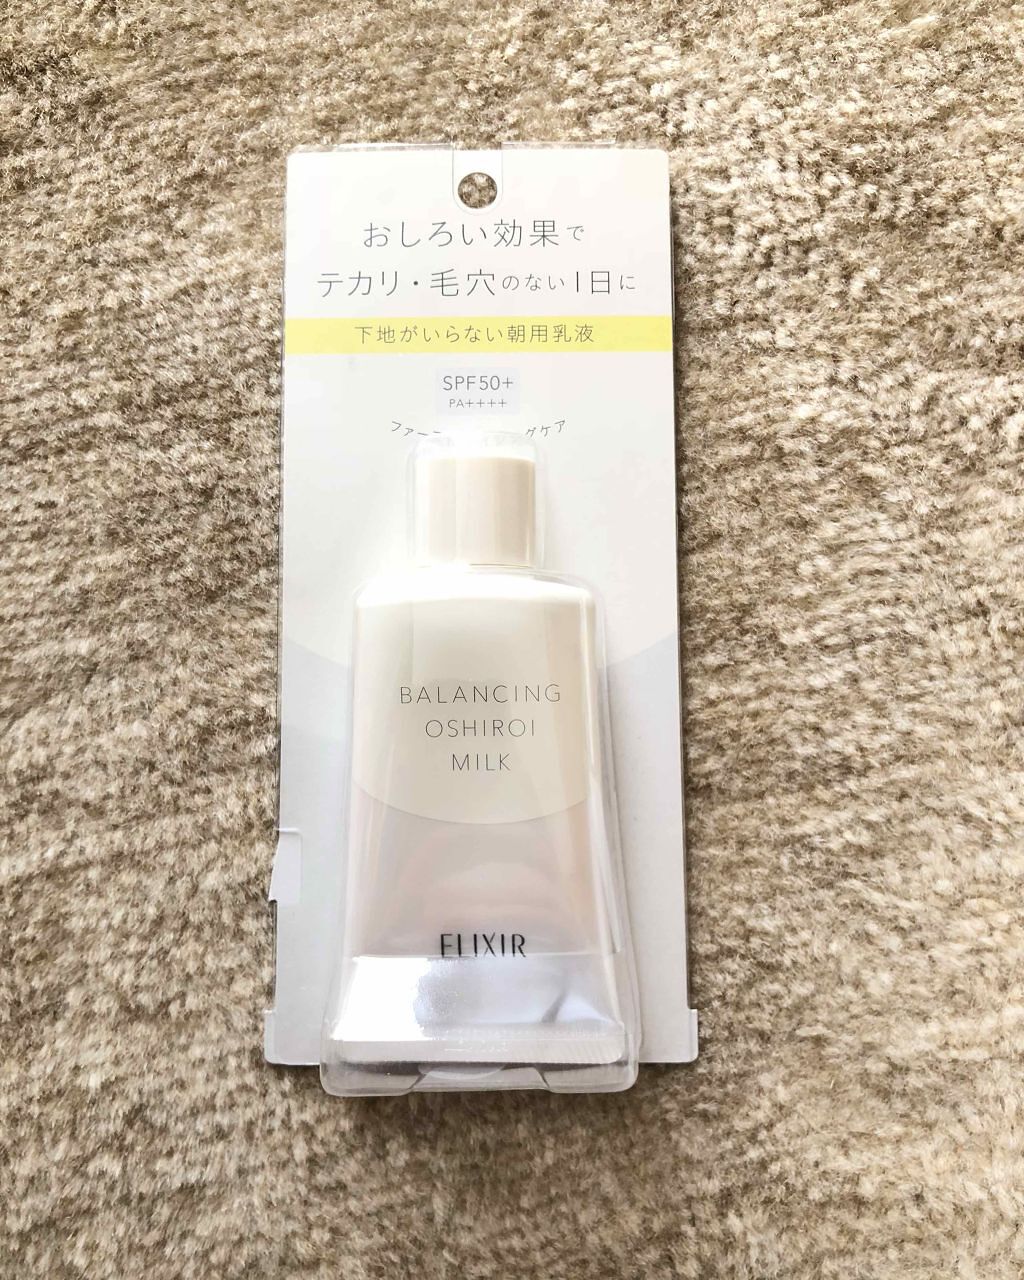 おしろい効果で
テカリ・毛穴のない1日に
下地がいらない朝用乳液
SPF50+
PA++++
BALANCING
OSHIROI
MILK
ELIXIR